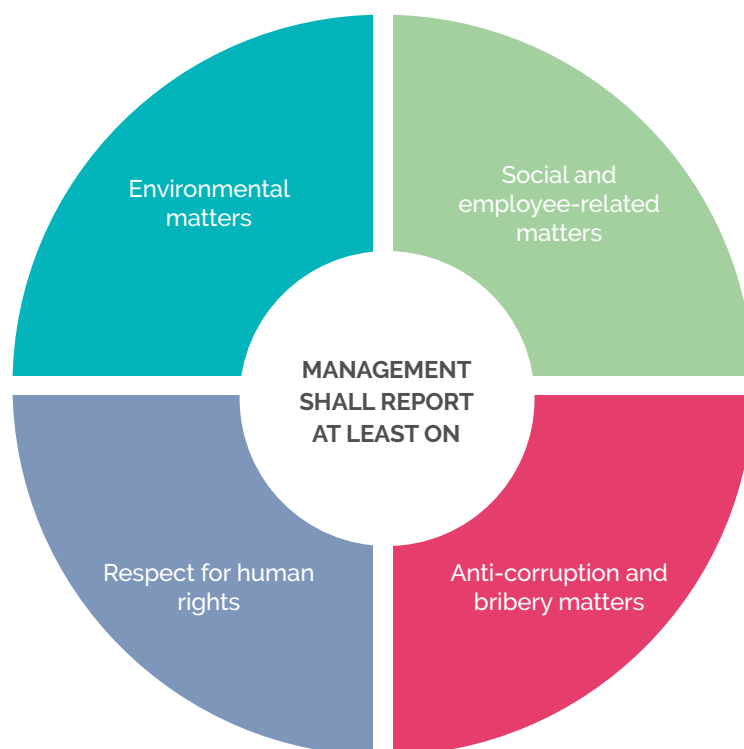 Environmental
matters
Social and
employee-related
matters
MANAGEMENT
SHALL REPORT
AT LEAST ON
Respect for human
rights
Anti-corruption and
bribery matters